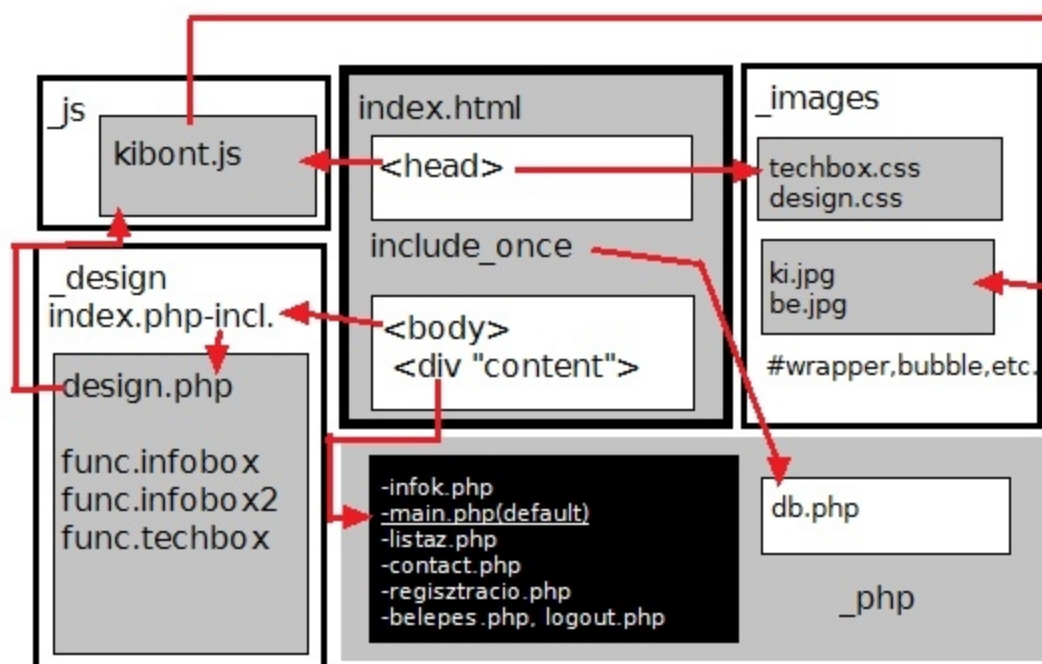 _js
kibont.js
index.html
<head>
include_once
<body>
<div "content">
_images
techbox.css
design.css
ki.jpg
be.jpg
#wrapper,bubble,etc.
_design
index.php-incl.
design.php
func.infobox
func.infobox2
func.techbox
-infok.php
-main.php(default)
-listaz.php
-contact.php
-regisztracio.php
-belepes.php, logout.php
db.php
_php